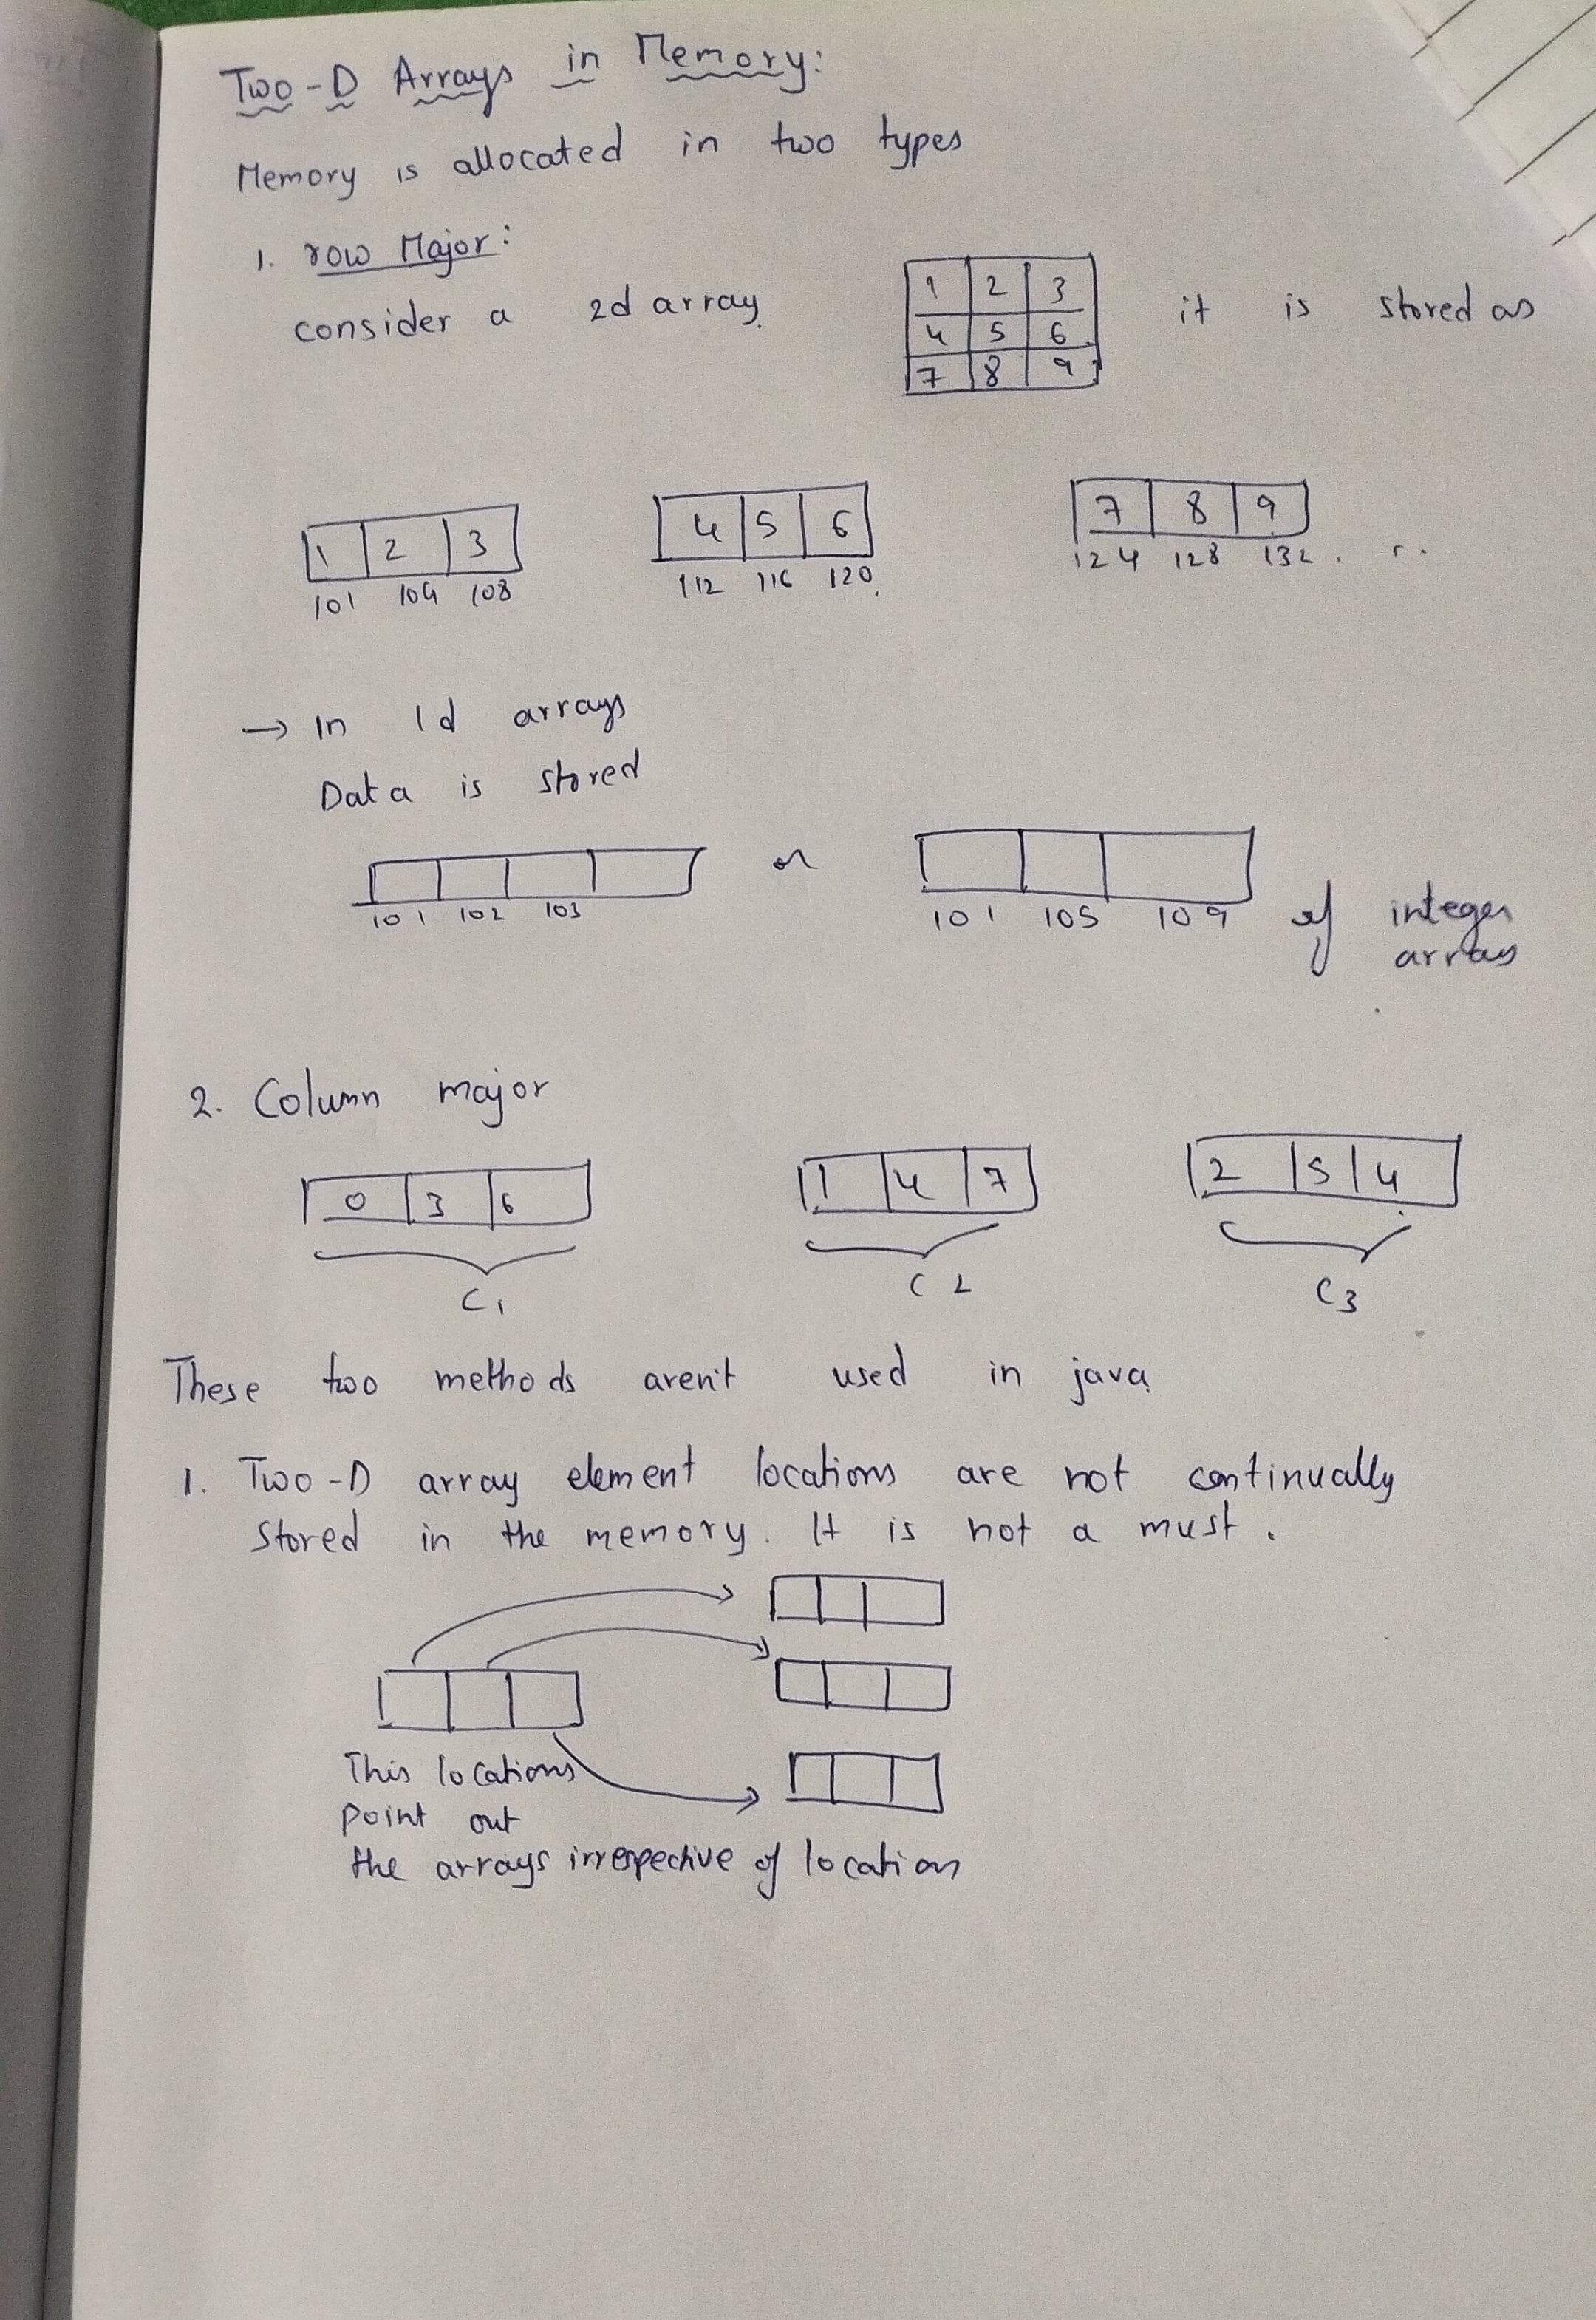 Two-D Arrays in Memory:
Memory is allocated in two types
1. row Major:
consider a 2d array
1 2 3
4 5 6
7 8 9
it is stored as
1 2 3
101 104 108
4 5 6
112 116 120
7 8 9
124 128 132
→ In 1d arrays
Data is stored
101 102 103
or
101 105 109
if integer
array
2. Column major
0 3 6
C1
1 4 7
C2
2 5 4
C3
These two methods aren't used in java
1. Two-D array element locations are not continually
stored in the memory. It is not a must.
This locations
point out
the arrays irrespective of location